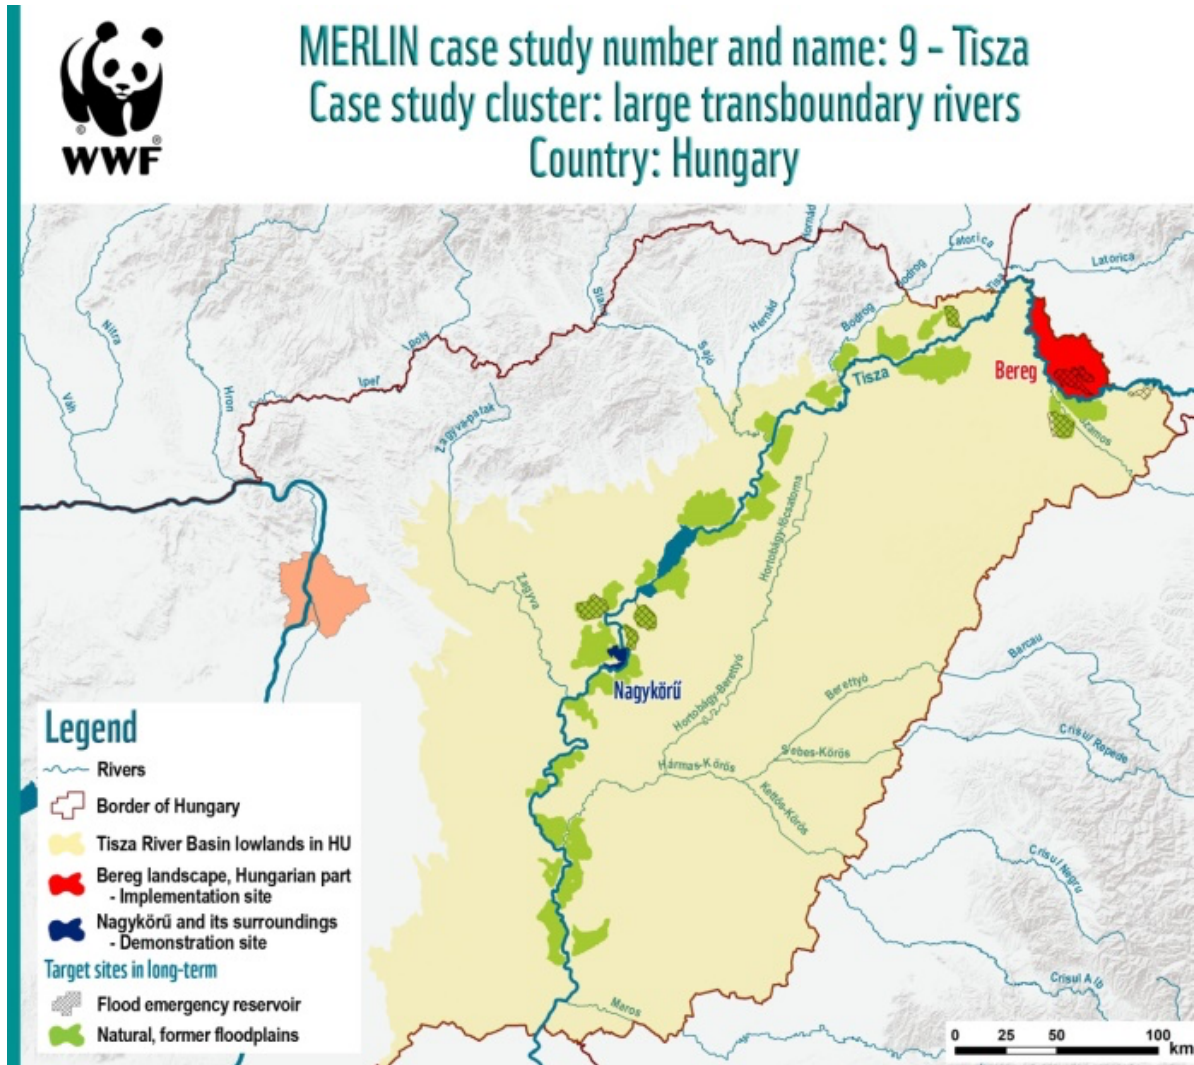 MERLIN case study number and name: 9 – Tisza
Case study cluster: large transboundary rivers
Country: Hungary
©
®
WWF
Hornád
Latorica
Latorica
Bodrog
Tisza
Slaná
Hernád
Bodrog
Nitra
Ipoly
Sajó
Tisza
Bereg
Ipeľ
Hron
Váh
Zagyva-patak
Szamos
Hortobágy-főcsatorna
Zagyva
Nagykörű
Hortobágy-Berettyó
Berettyó
Barcau
Sebes-Körös
Crisu Repede
Hármas-Körös
Kettős-Körös
Crisu Negru
Crisul Alb
Maros
Legend
Rivers
Border of Hungary
Tisza River Basin lowlands in HU
Bereg landscape, Hungarian part
- Implementation site
Nagykörű and its surroundings
- Demonstration site
Target sites in long-term
Flood emergency reservoir
Natural, former floodplains
0 25 50 100
km